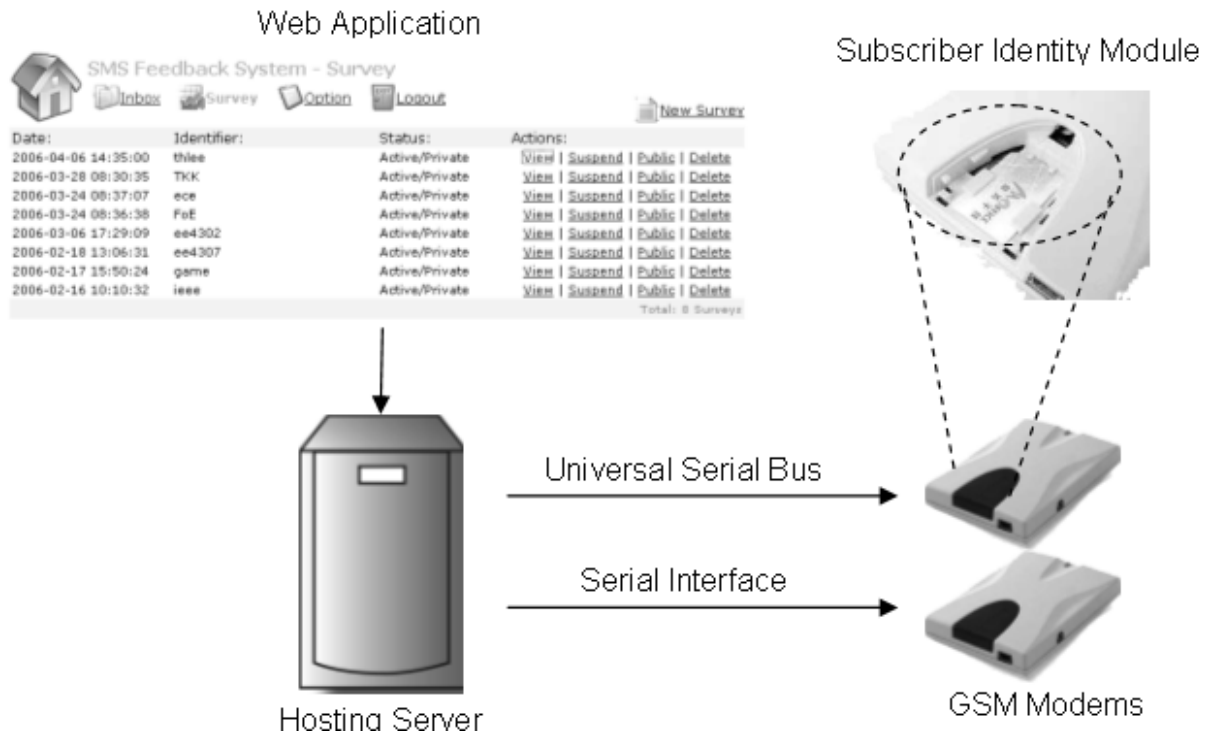 Web Application
Subscriber Identity Module
SMS Feedback System - Survey
Inbox Survey Option Logout
New Survey
Date: Identifier: Status: Actions:
2006-04-06 14:35:00 thlee Active/Private View | Suspend | Public | Delete
2006-03-28 08:30:35 TKK Active/Private View | Suspend | Public | Delete
2006-03-24 08:37:07 ece Active/Private View | Suspend | Public | Delete
2006-03-24 08:36:38 FoE Active/Private View | Suspend | Public | Delete
2006-03-06 17:29:09 ee4302 Active/Private View | Suspend | Public | Delete
2006-02-18 13:06:31 ee4307 Active/Private View | Suspend | Public | Delete
2006-02-17 15:50:24 game Active/Private View | Suspend | Public | Delete
2006-02-16 10:10:32 ieee Active/Private View | Suspend | Public | Delete
Total: 8 Surveys
Universal Serial Bus
Serial Interface
Hosting Server
GSM Modems